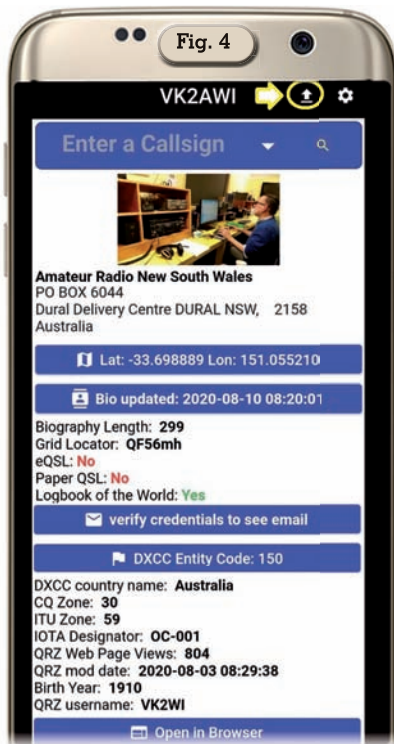 Fig. 4
VK2AWI
Enter a Callsign
Amateur Radio New South Wales
PO BOX 6044
Dural Delivery Centre DURAL NSW, 2158
Australia
Lat: -33.698889 Lon: 151.055210
Bio updated: 2020-08-10 08:20:01
Biography Length: 299
Grid Locator: QF56mh
eQSL: No
Paper QSL: No
Logbook of the World: Yes
verify credentials to see email
DXCC Entity Code: 150
DXCC country name: Australia
CQ Zone: 30
ITU Zone: 59
IOTA Designator: OC-001
QRZ Web Page Views: 804
QRZ mod date: 2020-08-03 08:29:38
Birth Year: 1910
QRZ username: VK2WI
Open in Browser